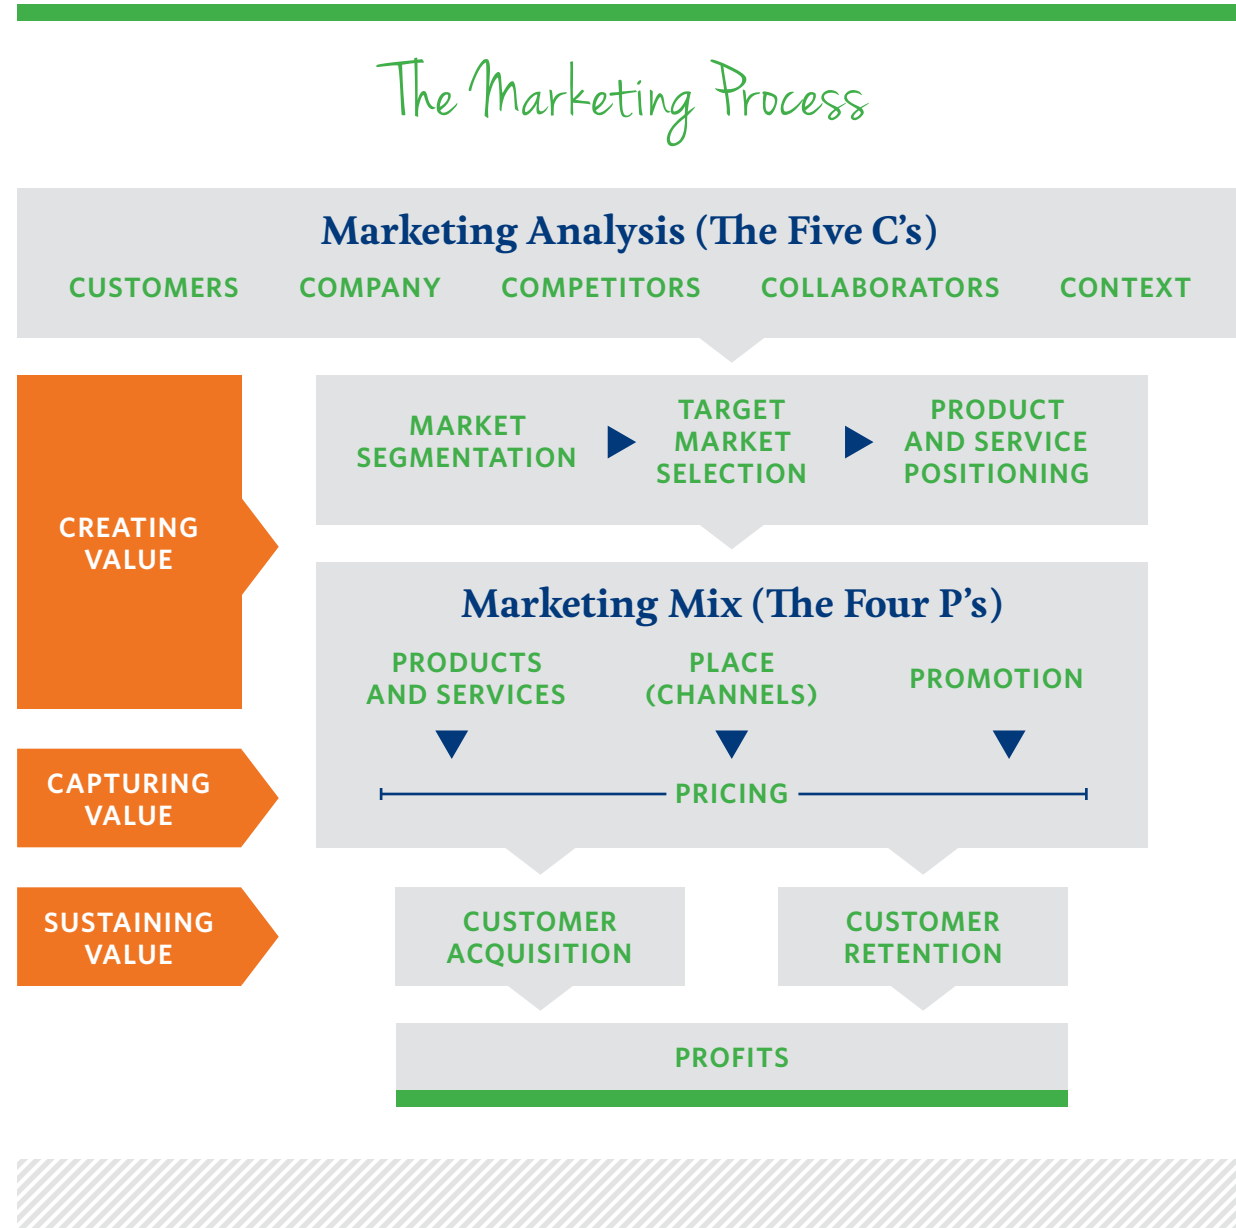 The Marketing Process
Marketing Analysis (The Five C's)
CUSTOMERS COMPANY COMPETITORS COLLABORATORS CONTEXT
CREATING
VALUE
MARKET
SEGMENTATION
TARGET
MARKET
SELECTION
PRODUCT
AND SERVICE
POSITIONING
Marketing Mix (The Four P's)
PRODUCTS
AND SERVICES
PLACE
(CHANNELS)
PROMOTION
CAPTURING
VALUE
PRICING
SUSTAINING
VALUE
CUSTOMER
ACQUISITION
CUSTOMER
RETENTION
PROFITS